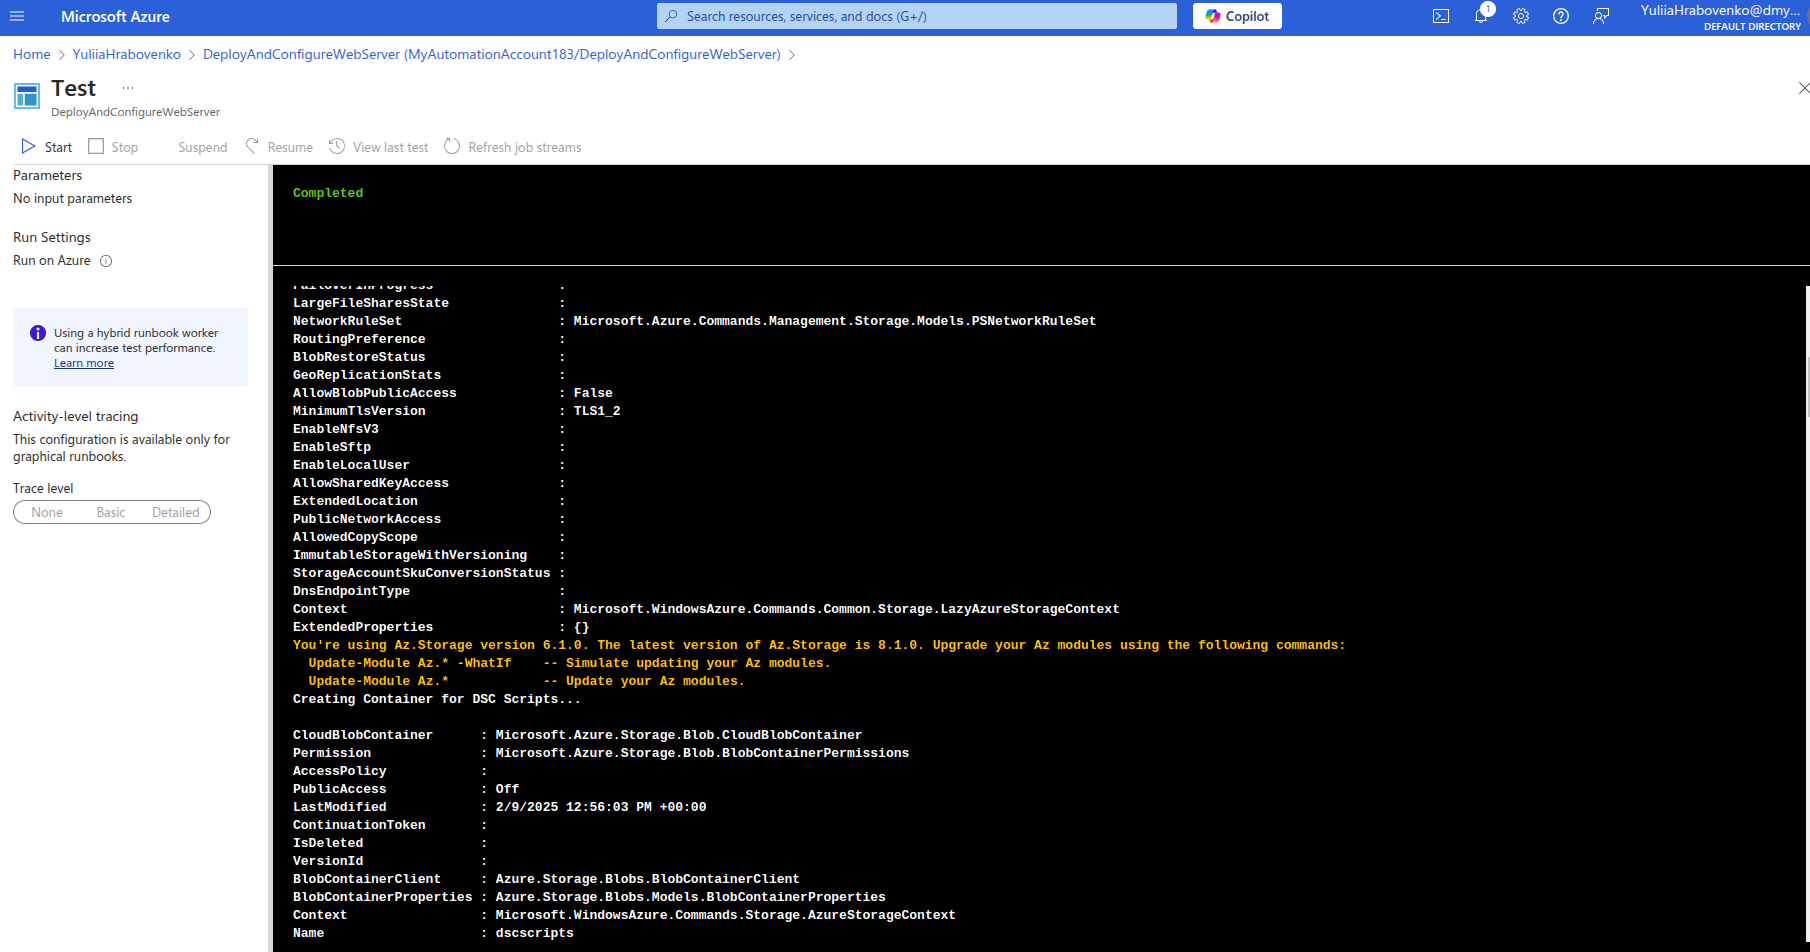 Microsoft Azure
Search resources, services, and docs (G+/)
Copilot
1
YuliiaHrabovenko@dmy...
DEFAULT DIRECTORY
Home > YuliiaHrabovenko > DeployAndConfigureWebServer (MyAutomationAccount183/DeployAndConfigureWebServer) >
Test ...
DeployAndConfigureWebServer
Start Stop Suspend Resume View last test Refresh job streams
Parameters
No input parameters
Run Settings
Run on Azure
Using a hybrid runbook worker
can increase test performance.
Learn more
Activity-level tracing
This configuration is available only for
graphical runbooks.
Trace level
None Basic Detailed
Completed
FailoverInProgress :
LargeFileSharesState :
NetworkRuleSet : Microsoft.Azure.Commands.Management.Storage.Models.PSNetworkRuleSet
RoutingPreference :
BlobRestoreStatus :
GeoReplicationStats :
AllowBlobPublicAccess : False
MinimumTlsVersion : TLS1_2
EnableNfsV3 :
EnableSftp :
EnableLocalUser :
AllowSharedKeyAccess :
ExtendedLocation :
PublicNetworkAccess :
AllowedCopyScope :
ImmutableStorageWithVersioning :
StorageAccountSkuConversionStatus :
DnsEndpointType :
Context : Microsoft.WindowsAzure.Commands.Common.Storage.LazyAzureStorageContext
ExtendedProperties : {}
You're using Az.Storage version 6.1.0. The latest version of Az.Storage is 8.1.0. Upgrade your Az modules using the following commands:
Update-Module Az.* -WhatIf -- Simulate updating your Az modules.
Update-Module Az.* -- Update your Az modules.
Creating Container for DSC Scripts...
CloudBlobContainer : Microsoft.Azure.Storage.Blob.CloudBlobContainer
Permission : Microsoft.Azure.Storage.Blob.BlobContainerPermissions
AccessPolicy :
PublicAccess : Off
LastModified : 2/9/2025 12:56:03 PM +00:00
ContinuationToken :
IsDeleted :
VersionId :
BlobContainerClient : Azure.Storage.Blobs.BlobContainerClient
BlobContainerProperties : Azure.Storage.Blobs.Models.BlobContainerProperties
Context : Microsoft.WindowsAzure.Commands.Storage.AzureStorageContext
Name : dscscripts